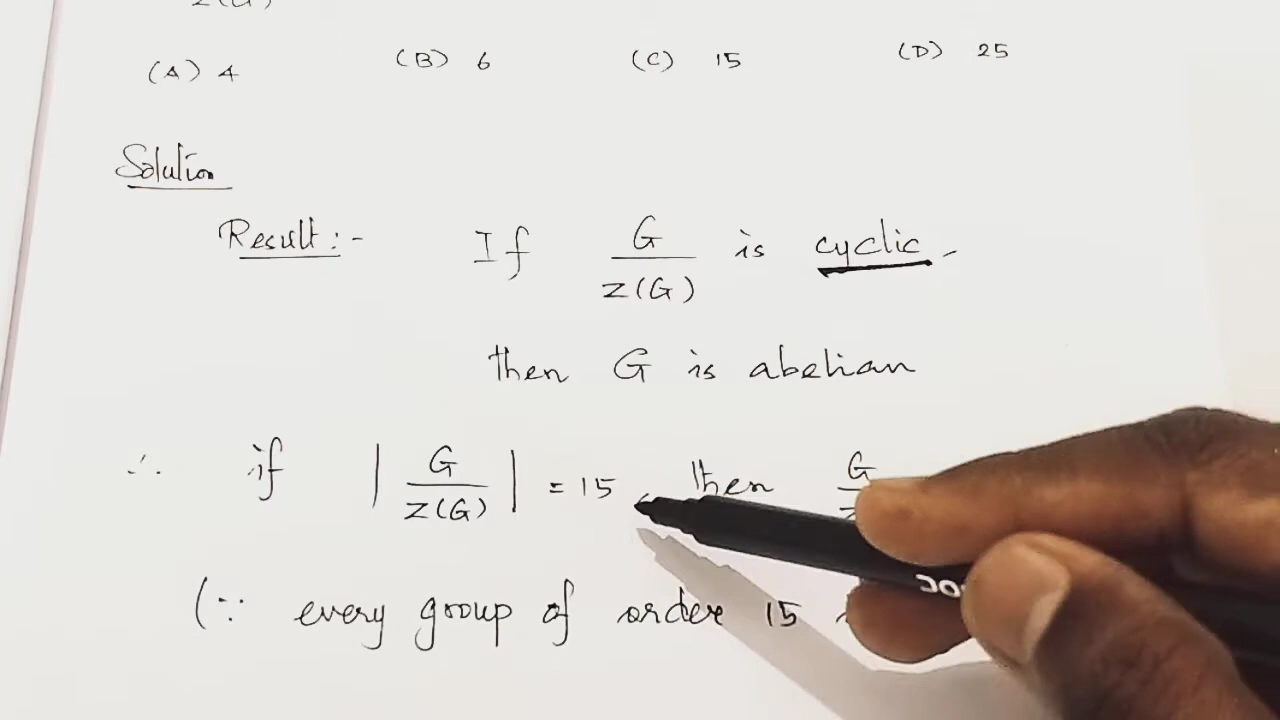 (A) 4 (B) 6 (C) 15 (D) 25
Solution
Result:- If G/Z(G) is cyclic.
then G is abelian
∴ if |G/Z(G)| = 15, then G
(∵ every group of order 15